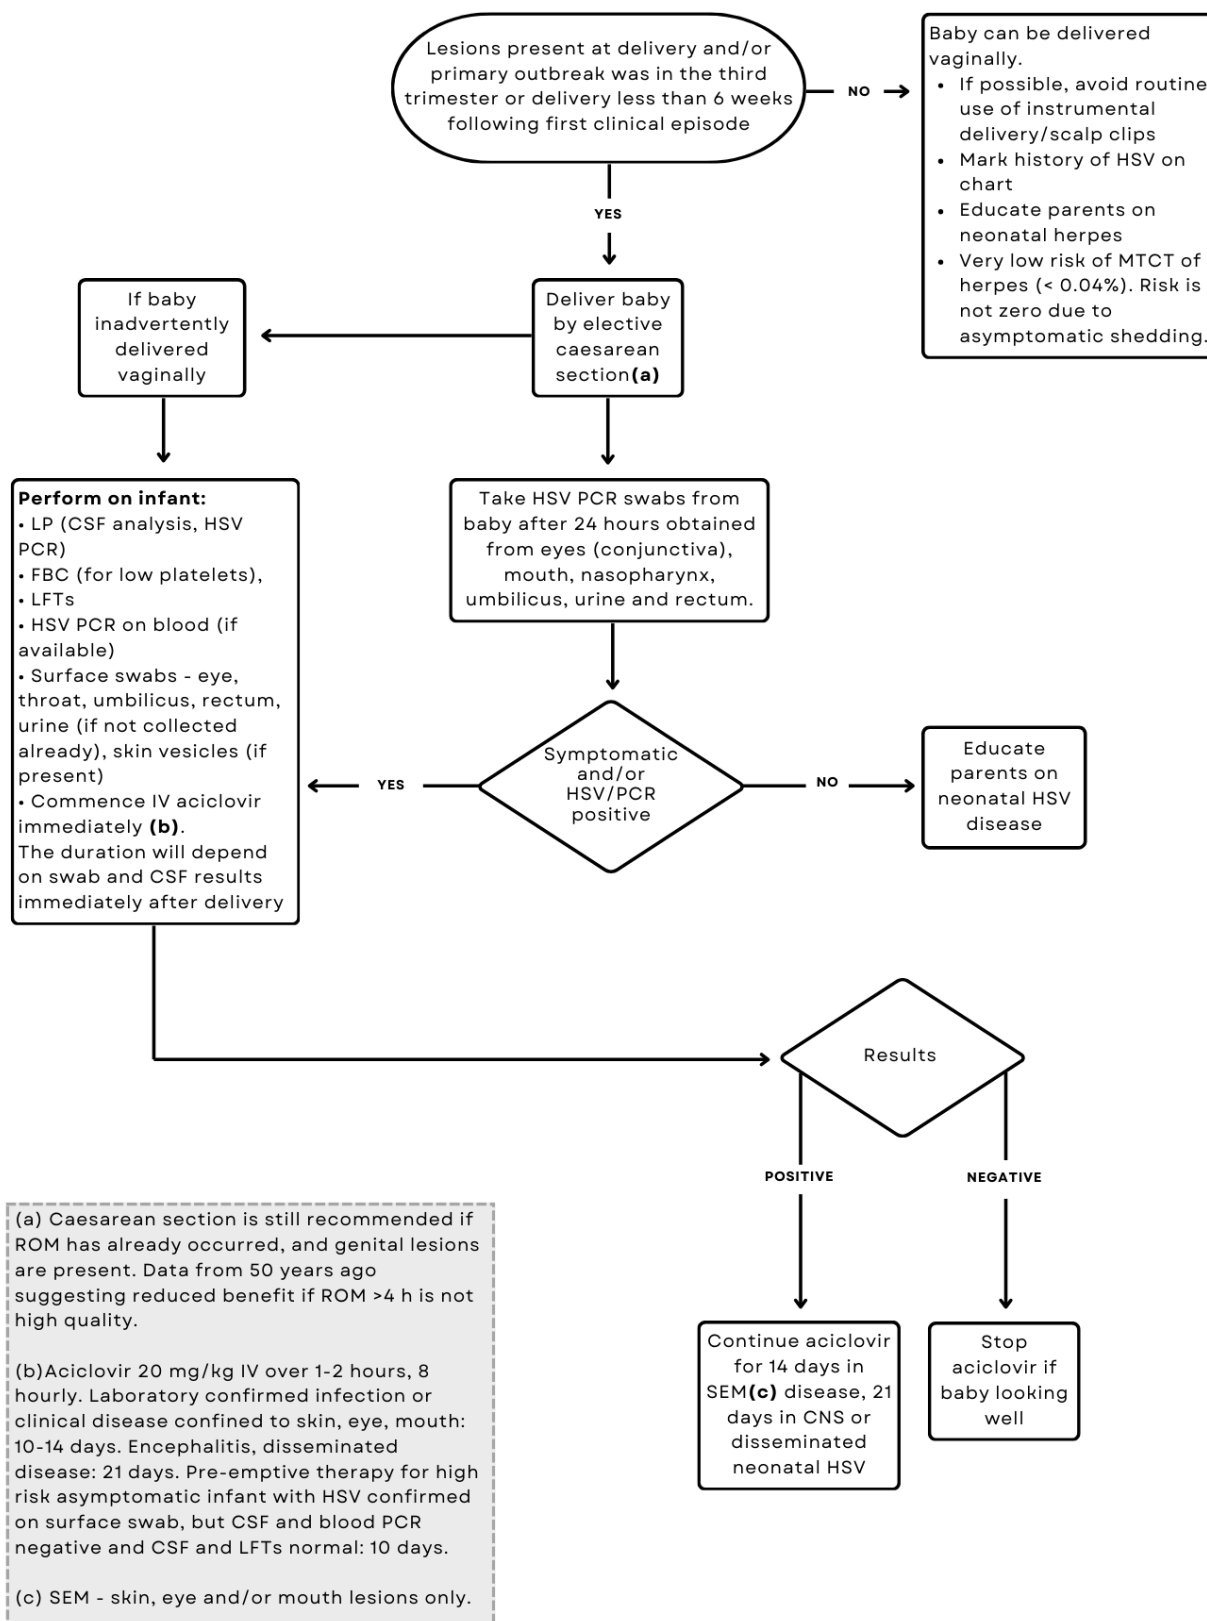 Lesions present at delivery and/or
primary outbreak was in the third
trimester or delivery less than 6 weeks
following first clinical episode
NO
Baby can be delivered
vaginally.
• If possible, avoid routine
use of instrumental
delivery/scalp clips
• Mark history of HSV on
chart
• Educate parents on
neonatal herpes
• Very low risk of MTCT of
herpes (< 0.04%). Risk is
not zero due to
asymptomatic shedding.
YES
If baby
inadvertently
delivered
vaginally
Deliver baby
by elective
caesarean
section(a)
Perform on infant:
• LP (CSF analysis, HSV
PCR)
• FBC (for low platelets),
• LFTs
• HSV PCR on blood (if
available)
• Surface swabs - eye,
throat, umbilicus, rectum,
urine (if not collected
already), skin vesicles (if
present)
• Commence IV aciclovir
immediately (b).
The duration will depend
on swab and CSF results
immediately after delivery
Take HSV PCR swabs from
baby after 24 hours obtained
from eyes (conjunctiva),
mouth, nasopharynx,
umbilicus, urine and rectum.
Symptomatic
and/or
HSV/PCR
positive
YES
NO
Educate
parents on
neonatal HSV
disease
Results
POSITIVE
NEGATIVE
Continue aciclovir
for 14 days in
SEM(c) disease, 21
days in CNS or
disseminated
neonatal HSV
Stop
aciclovir if
baby looking
well
(a) Caesarean section is still recommended if
ROM has already occurred, and genital lesions
are present. Data from 50 years ago
suggesting reduced benefit if ROM >4 h is not
high quality.
(b)Aciclovir 20 mg/kg IV over 1-2 hours, 8
hourly. Laboratory confirmed infection or
clinical disease confined to skin, eye, mouth:
10-14 days. Encephalitis, disseminated
disease: 21 days. Pre-emptive therapy for high
risk asymptomatic infant with HSV confirmed
on surface swab, but CSF and blood PCR
negative and CSF and LFTs normal: 10 days.
(c) SEM - skin, eye and/or mouth lesions only.